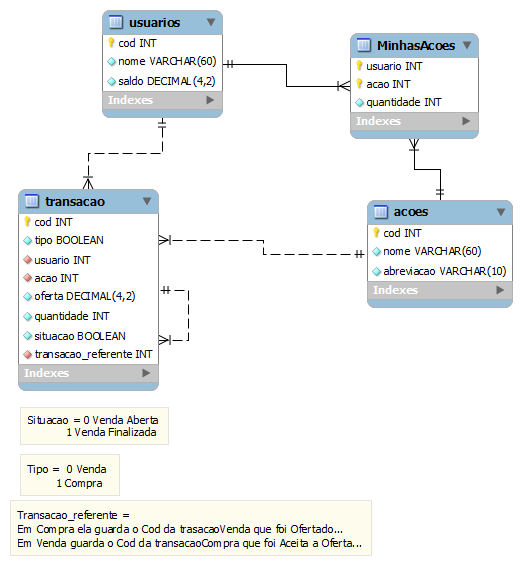 usuarios
cod INT
nome VARCHAR(60)
saldo DECIMAL(4,2)
Indexes
MinhasAcoes
usuario INT
acao INT
quantidade INT
Indexes
transacao
cod INT
tipo BOOLEAN
usuario INT
acao INT
oferta DECIMAL(4,2)
quantidade INT
situacao BOOLEAN
transacao_referente INT
Indexes
acoes
cod INT
nome VARCHAR(60)
abreviacao VARCHAR(10)
Indexes
Situacao = 0 Venda Aberta
1 Venda Finalizada
Tipo = 0 Venda
1 Compra
Transacao_referente =
Em Compra ela guarda o Cod da trasacaoVenda que foi Ofertado...
Em Venda guarda o Cod da transacaoCompra que foi Aceita a Oferta...